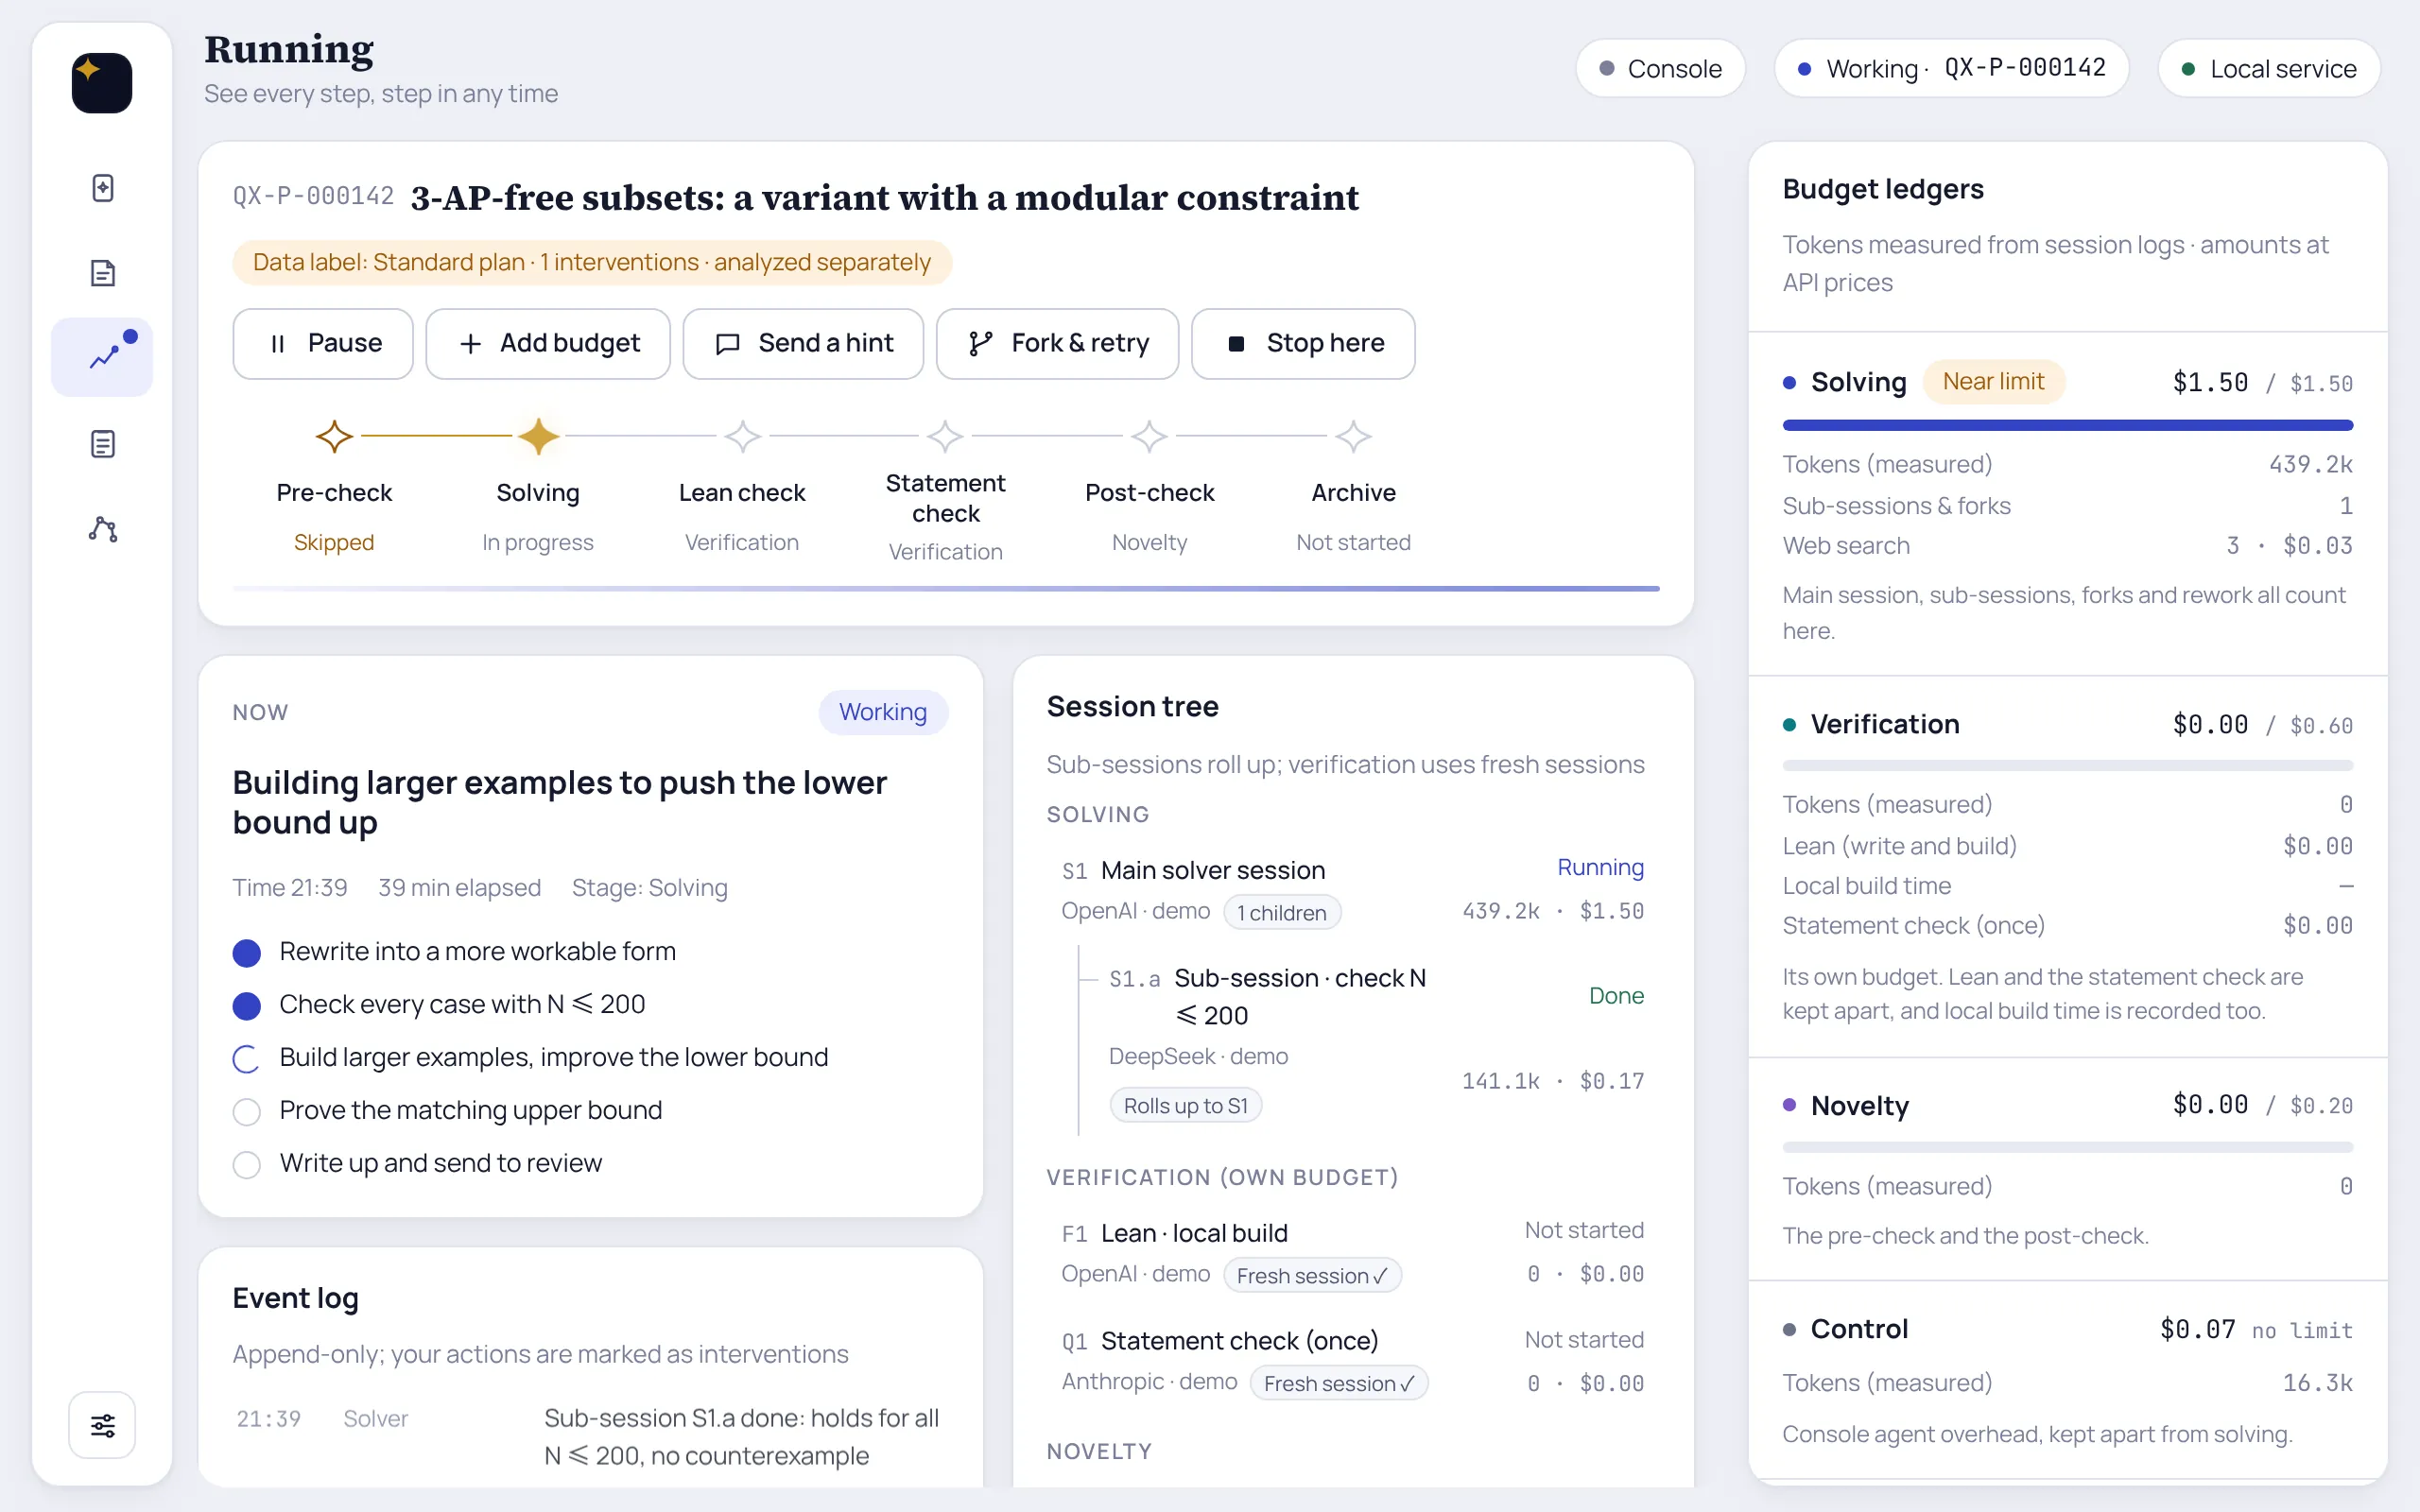 Running
See every step, step in any time
Console
Working · QX-P-000142
Local service
QX-P-000142 3-AP-free subsets: a variant with a modular constraint
Data label: Standard plan · 1 interventions · analyzed separately
Pause
Add budget
Send a hint
Fork & retry
Stop here
Pre-check
Skipped
Solving
In progress
Lean check
Verification
Statement
check
Verification
Post-check
Novelty
Archive
Not started
NOW
Working
Building larger examples to push the lower
bound up
Time 21:39 39 min elapsed Stage: Solving
Rewrite into a more workable form
Check every case with N ⩽ 200
Build larger examples, improve the lower bound
Prove the matching upper bound
Write up and send to review
Event log
Append-only; your actions are marked as interventions
21:39 Solver Sub-session S1.a done: holds for all
N ⩽ 200, no counterexample
Session tree
Sub-sessions roll up; verification uses fresh sessions
SOLVING
S1 Main solver session Running
OpenAI · demo 1 children 439.2k · $1.50
S1.a Sub-session · check N
⩽ 200
Done
DeepSeek · demo
141.1k · $0.17
Rolls up to S1
VERIFICATION (OWN BUDGET)
F1 Lean · local build Not started
OpenAI · demo Fresh session ✓ 0 · $0.00
Q1 Statement check (once) Not started
Anthropic · demo Fresh session ✓ 0 · $0.00
NOVELTY
Budget ledgers
Tokens measured from session logs · amounts at
API prices
Solving Near limit $1.50 / $1.50
Tokens (measured) 439.2k
Sub-sessions & forks 1
Web search 3 · $0.03
Main session, sub-sessions, forks and rework all count
here.
Verification $0.00 / $0.60
Tokens (measured) 0
Lean (write and build) $0.00
Local build time —
Statement check (once) $0.00
Its own budget. Lean and the statement check are
kept apart, and local build time is recorded too.
Novelty $0.00 / $0.20
Tokens (measured) 0
The pre-check and the post-check.
Control $0.07 no limit
Tokens (measured) 16.3k
Console agent overhead, kept apart from solving.